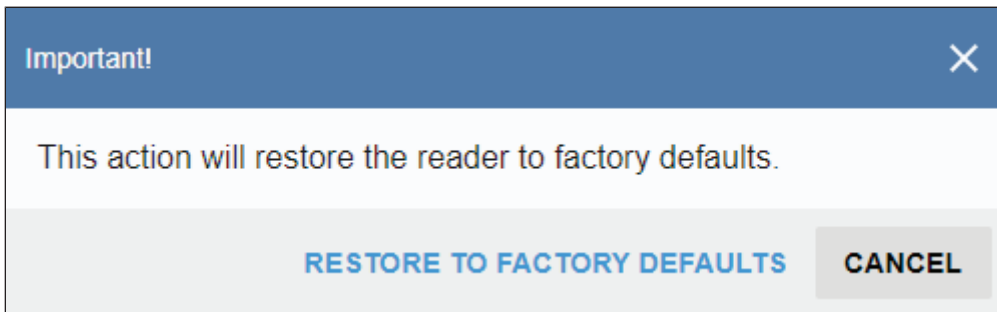 Important!
This action will restore the reader to factory defaults.
RESTORE TO FACTORY DEFAULTS CANCEL